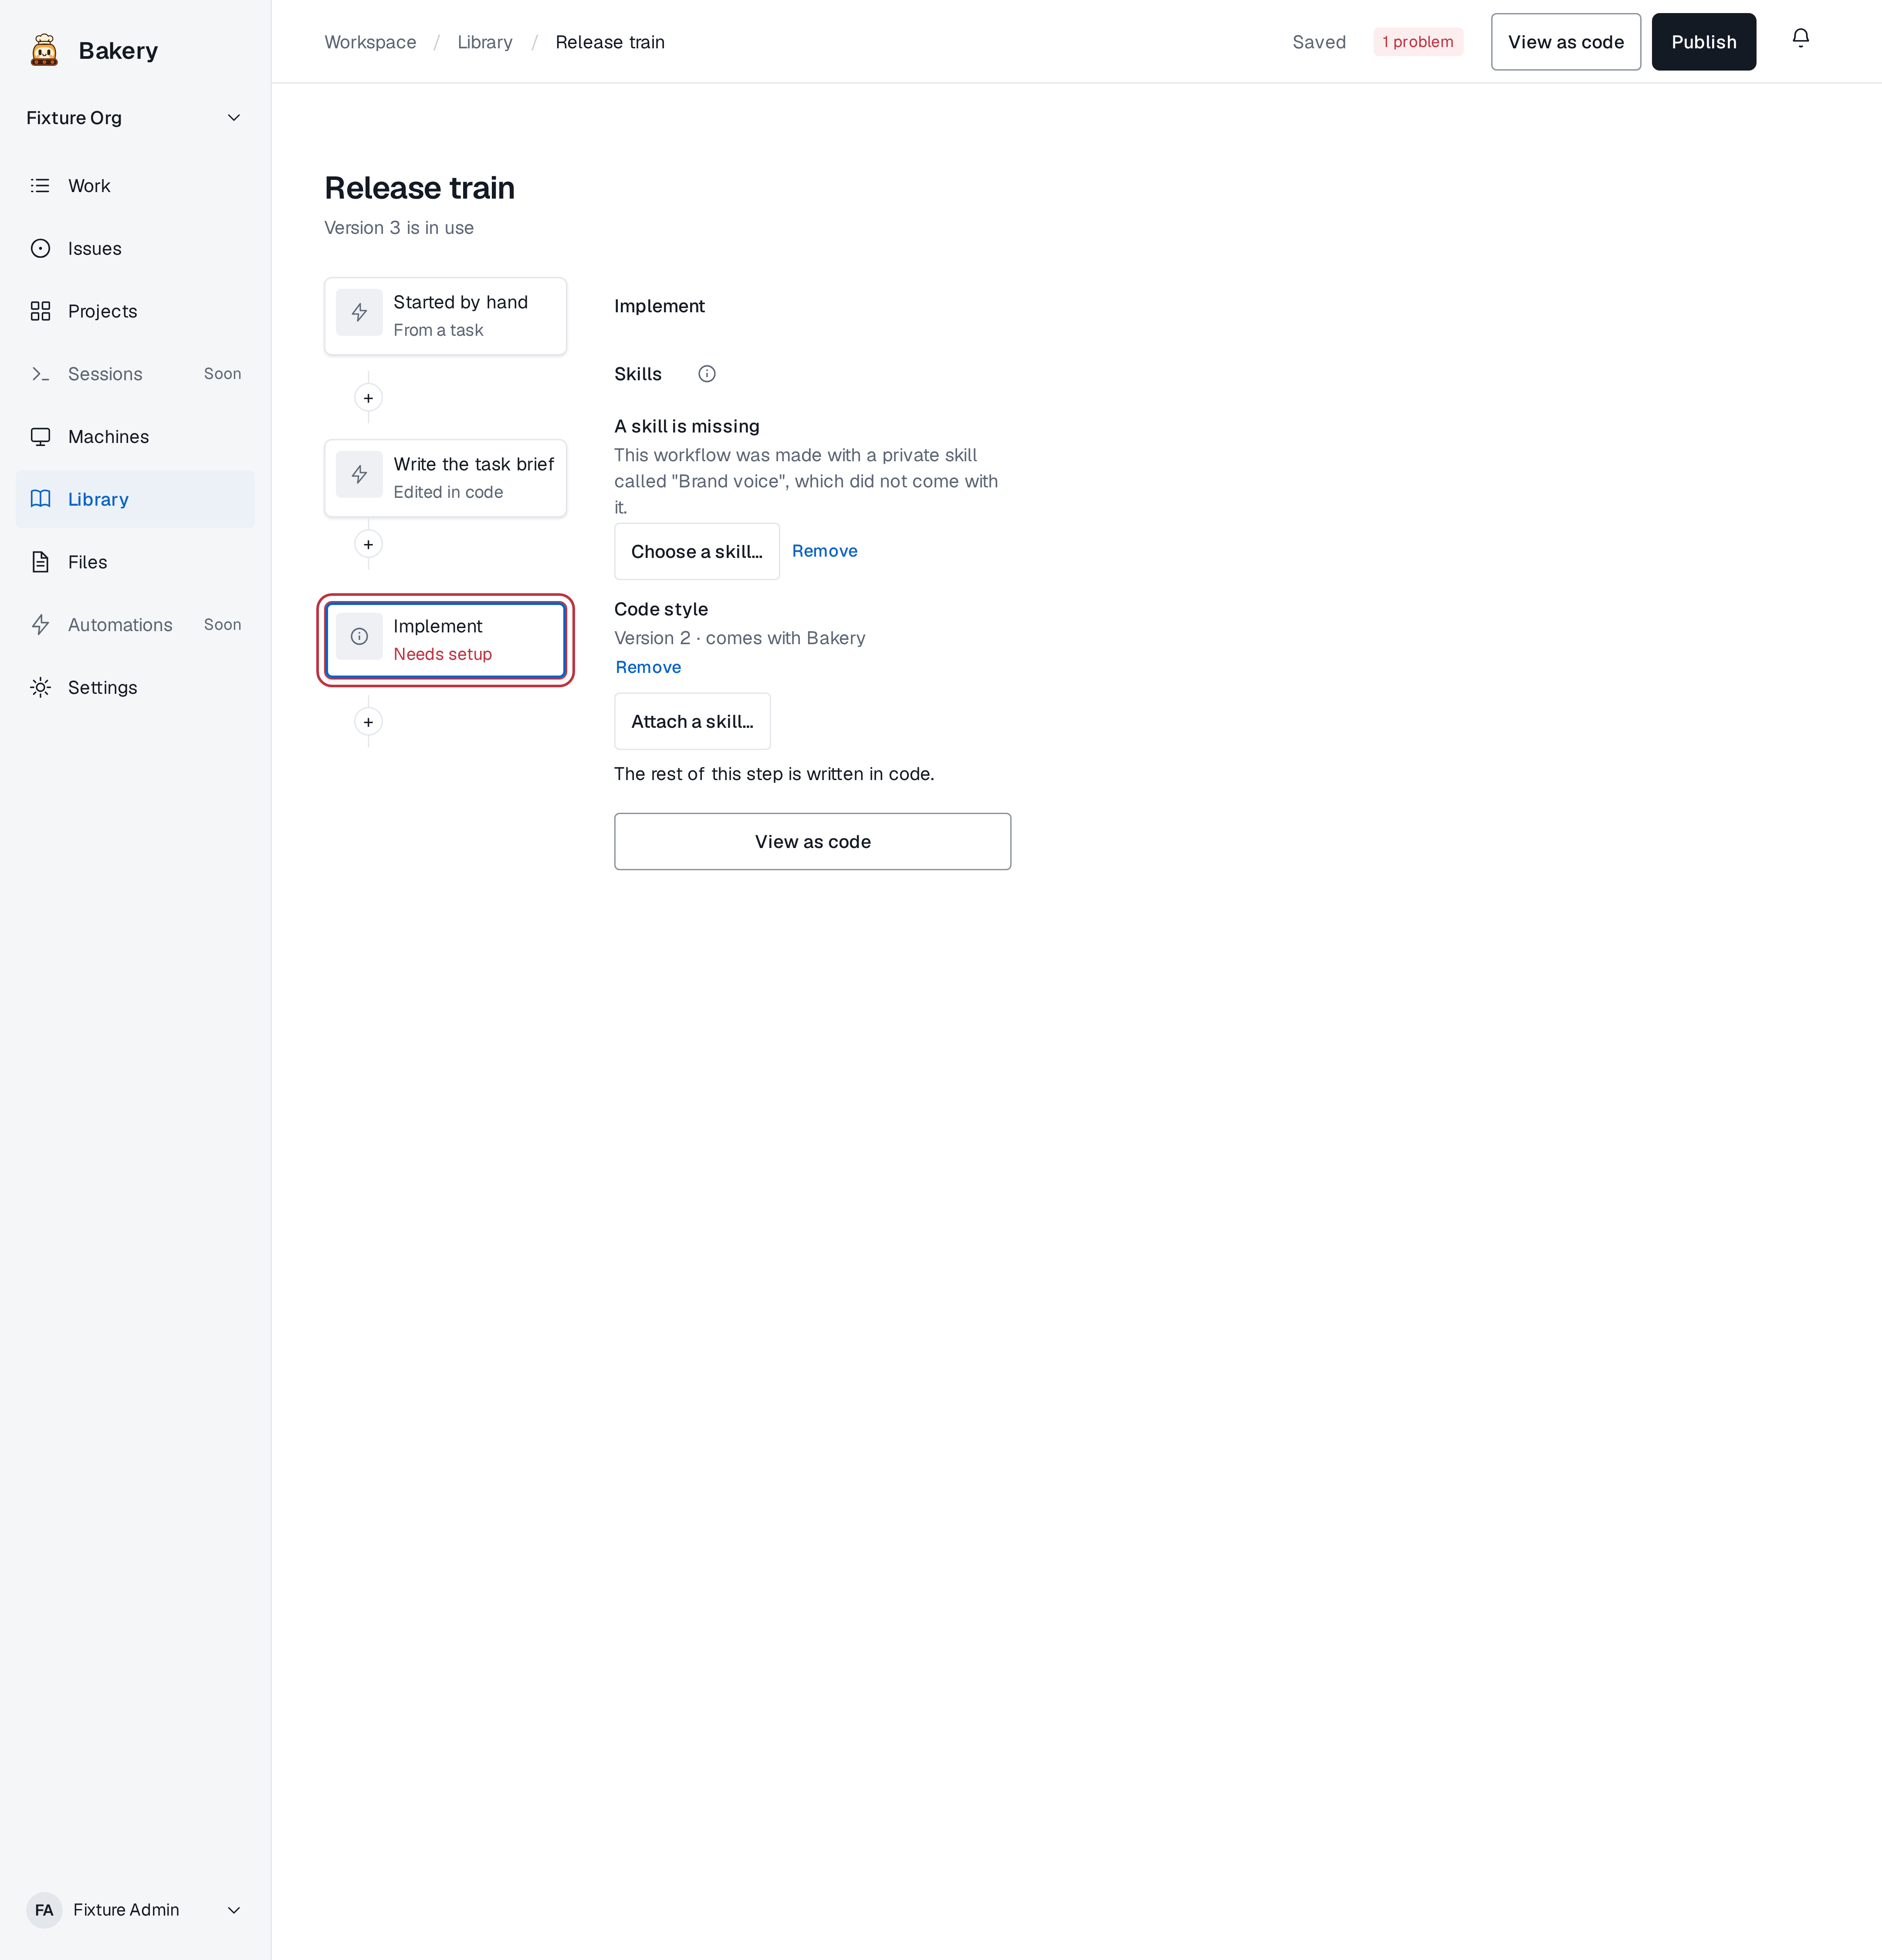 Bakery
Fixture Org
Work
Issues
Projects
Sessions Soon
Machines
Library
Files
Automations Soon
Settings
FA Fixture Admin
Workspace / Library / Release train
Saved
1 problem
View as code
Publish
Release train
Version 3 is in use
Started by hand
From a task
+
Write the task brief
Edited in code
+
Implement
Needs setup
+
Implement
Skills
A skill is missing
This workflow was made with a private skill
called "Brand voice", which did not come with
it.
Choose a skill... Remove
Code style
Version 2 · comes with Bakery
Remove
Attach a skill...
The rest of this step is written in code.
View as code